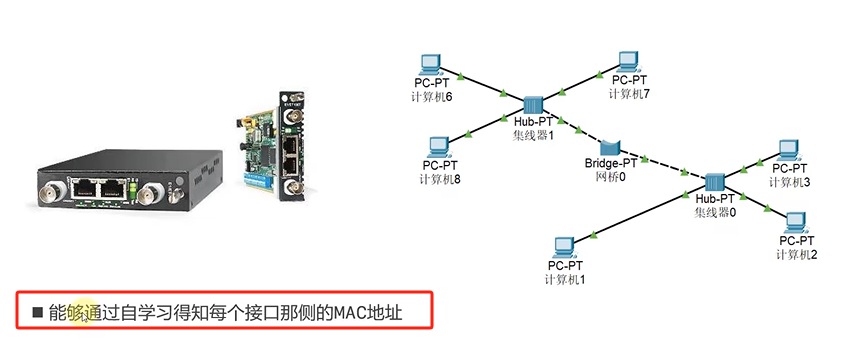 PC-PT
计算机6
PC-PT
计算机7
Hub-PT
集线器1
PC-PT
计算机8
Bridge-PT
网桥0
PC-PT
计算机3
Hub-PT
集线器0
PC-PT
计算机2
PC-PT
计算机1
■ 能够通过自学习得知每个接口那侧的MAC地址